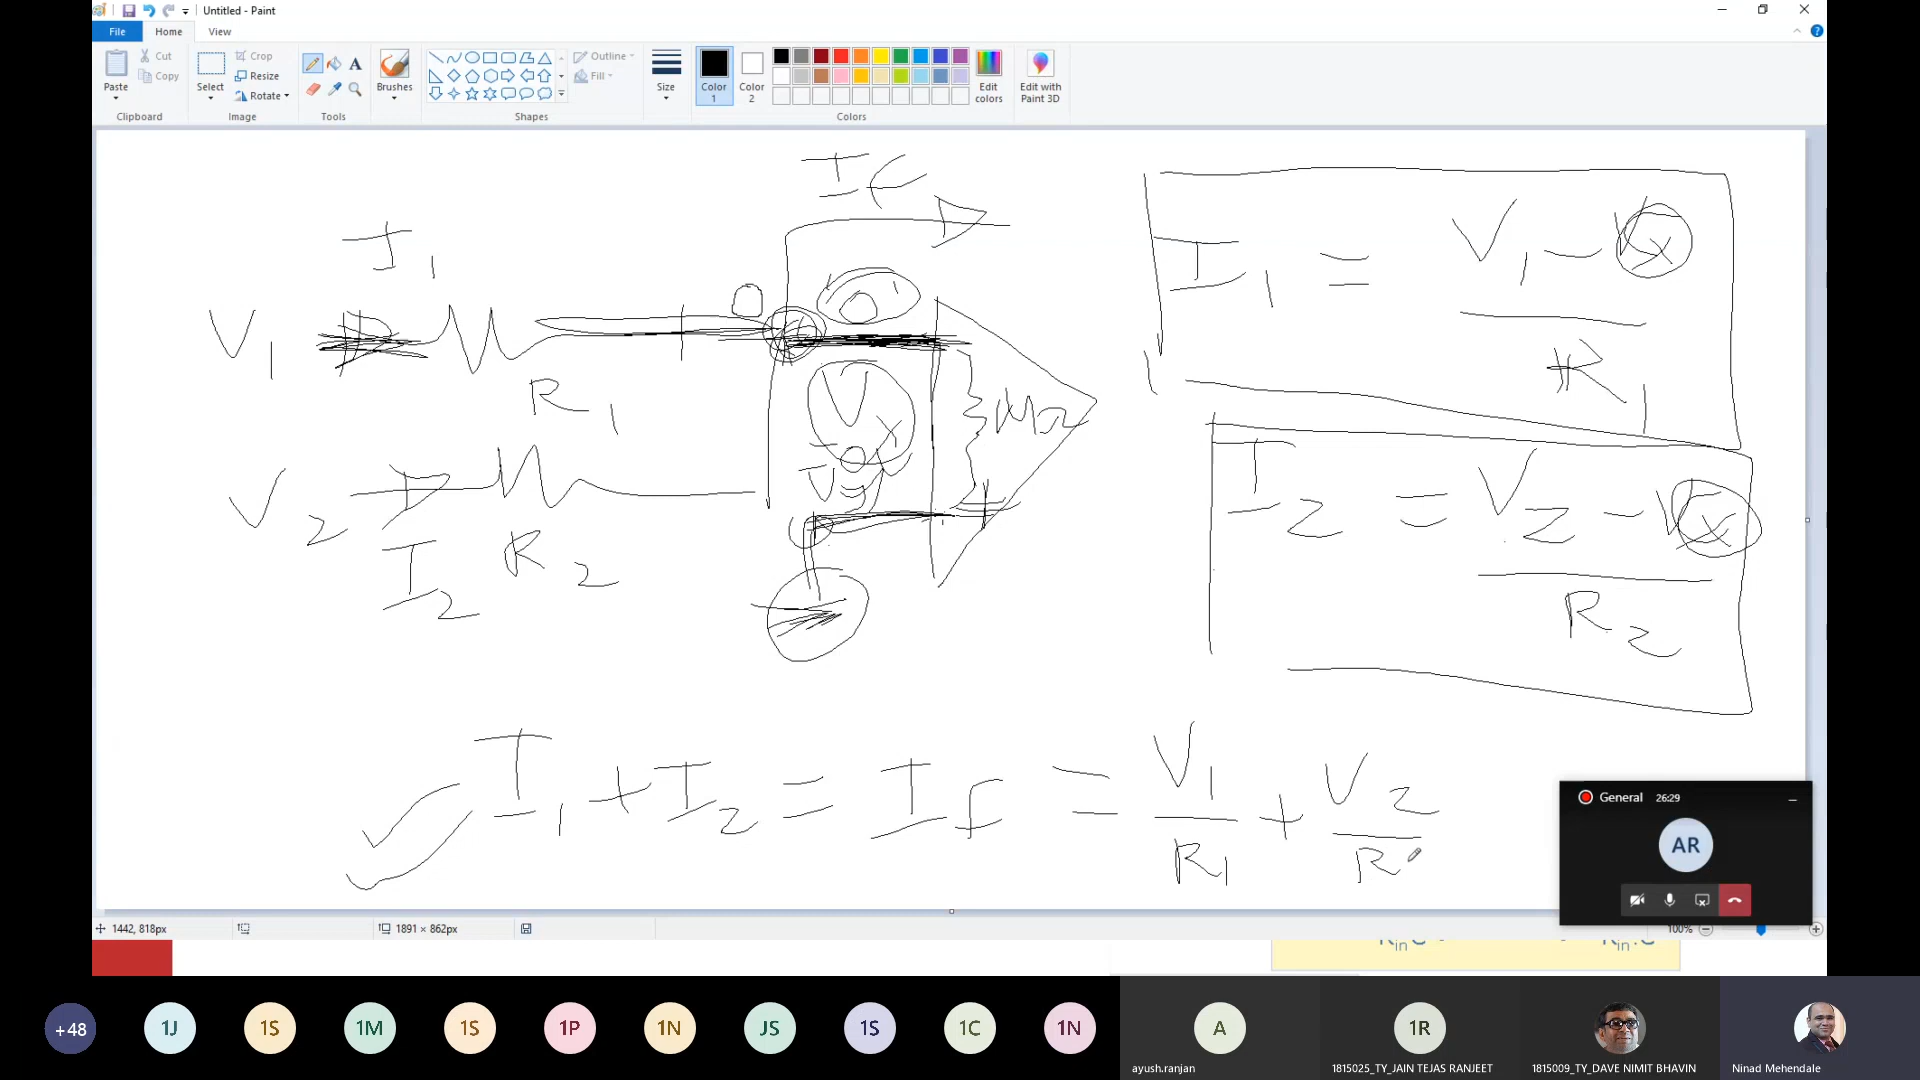 Untitled - Paint
File Home View
Paste
Cut
Copy
Clipboard
Select
Crop
Resize
Rotate
Image
Tools
Brushes
Shapes
Outline
Fill
Size
Color 1
Color 2
Colors
Edit colors
Edit with Paint 3D
I1
V1
R1
V2
I2
R2
Vx
I1 = V1 - Vx
R1
I2 = V2 - Vx
R2
I1 + I2 = If = V1 + V2
R1 R
General 26:29
AR
1442, 818px
1891 × 862px
100%
+48
1J
1S
1M
1S
1P
1N
JS
1S
1C
1N
A
1R
ayush.ranjan
1815025_TY_JAIN TEJAS RANJEET
1815009_TY_DAVE NIMIT BHAVIN
Ninad Mehendale